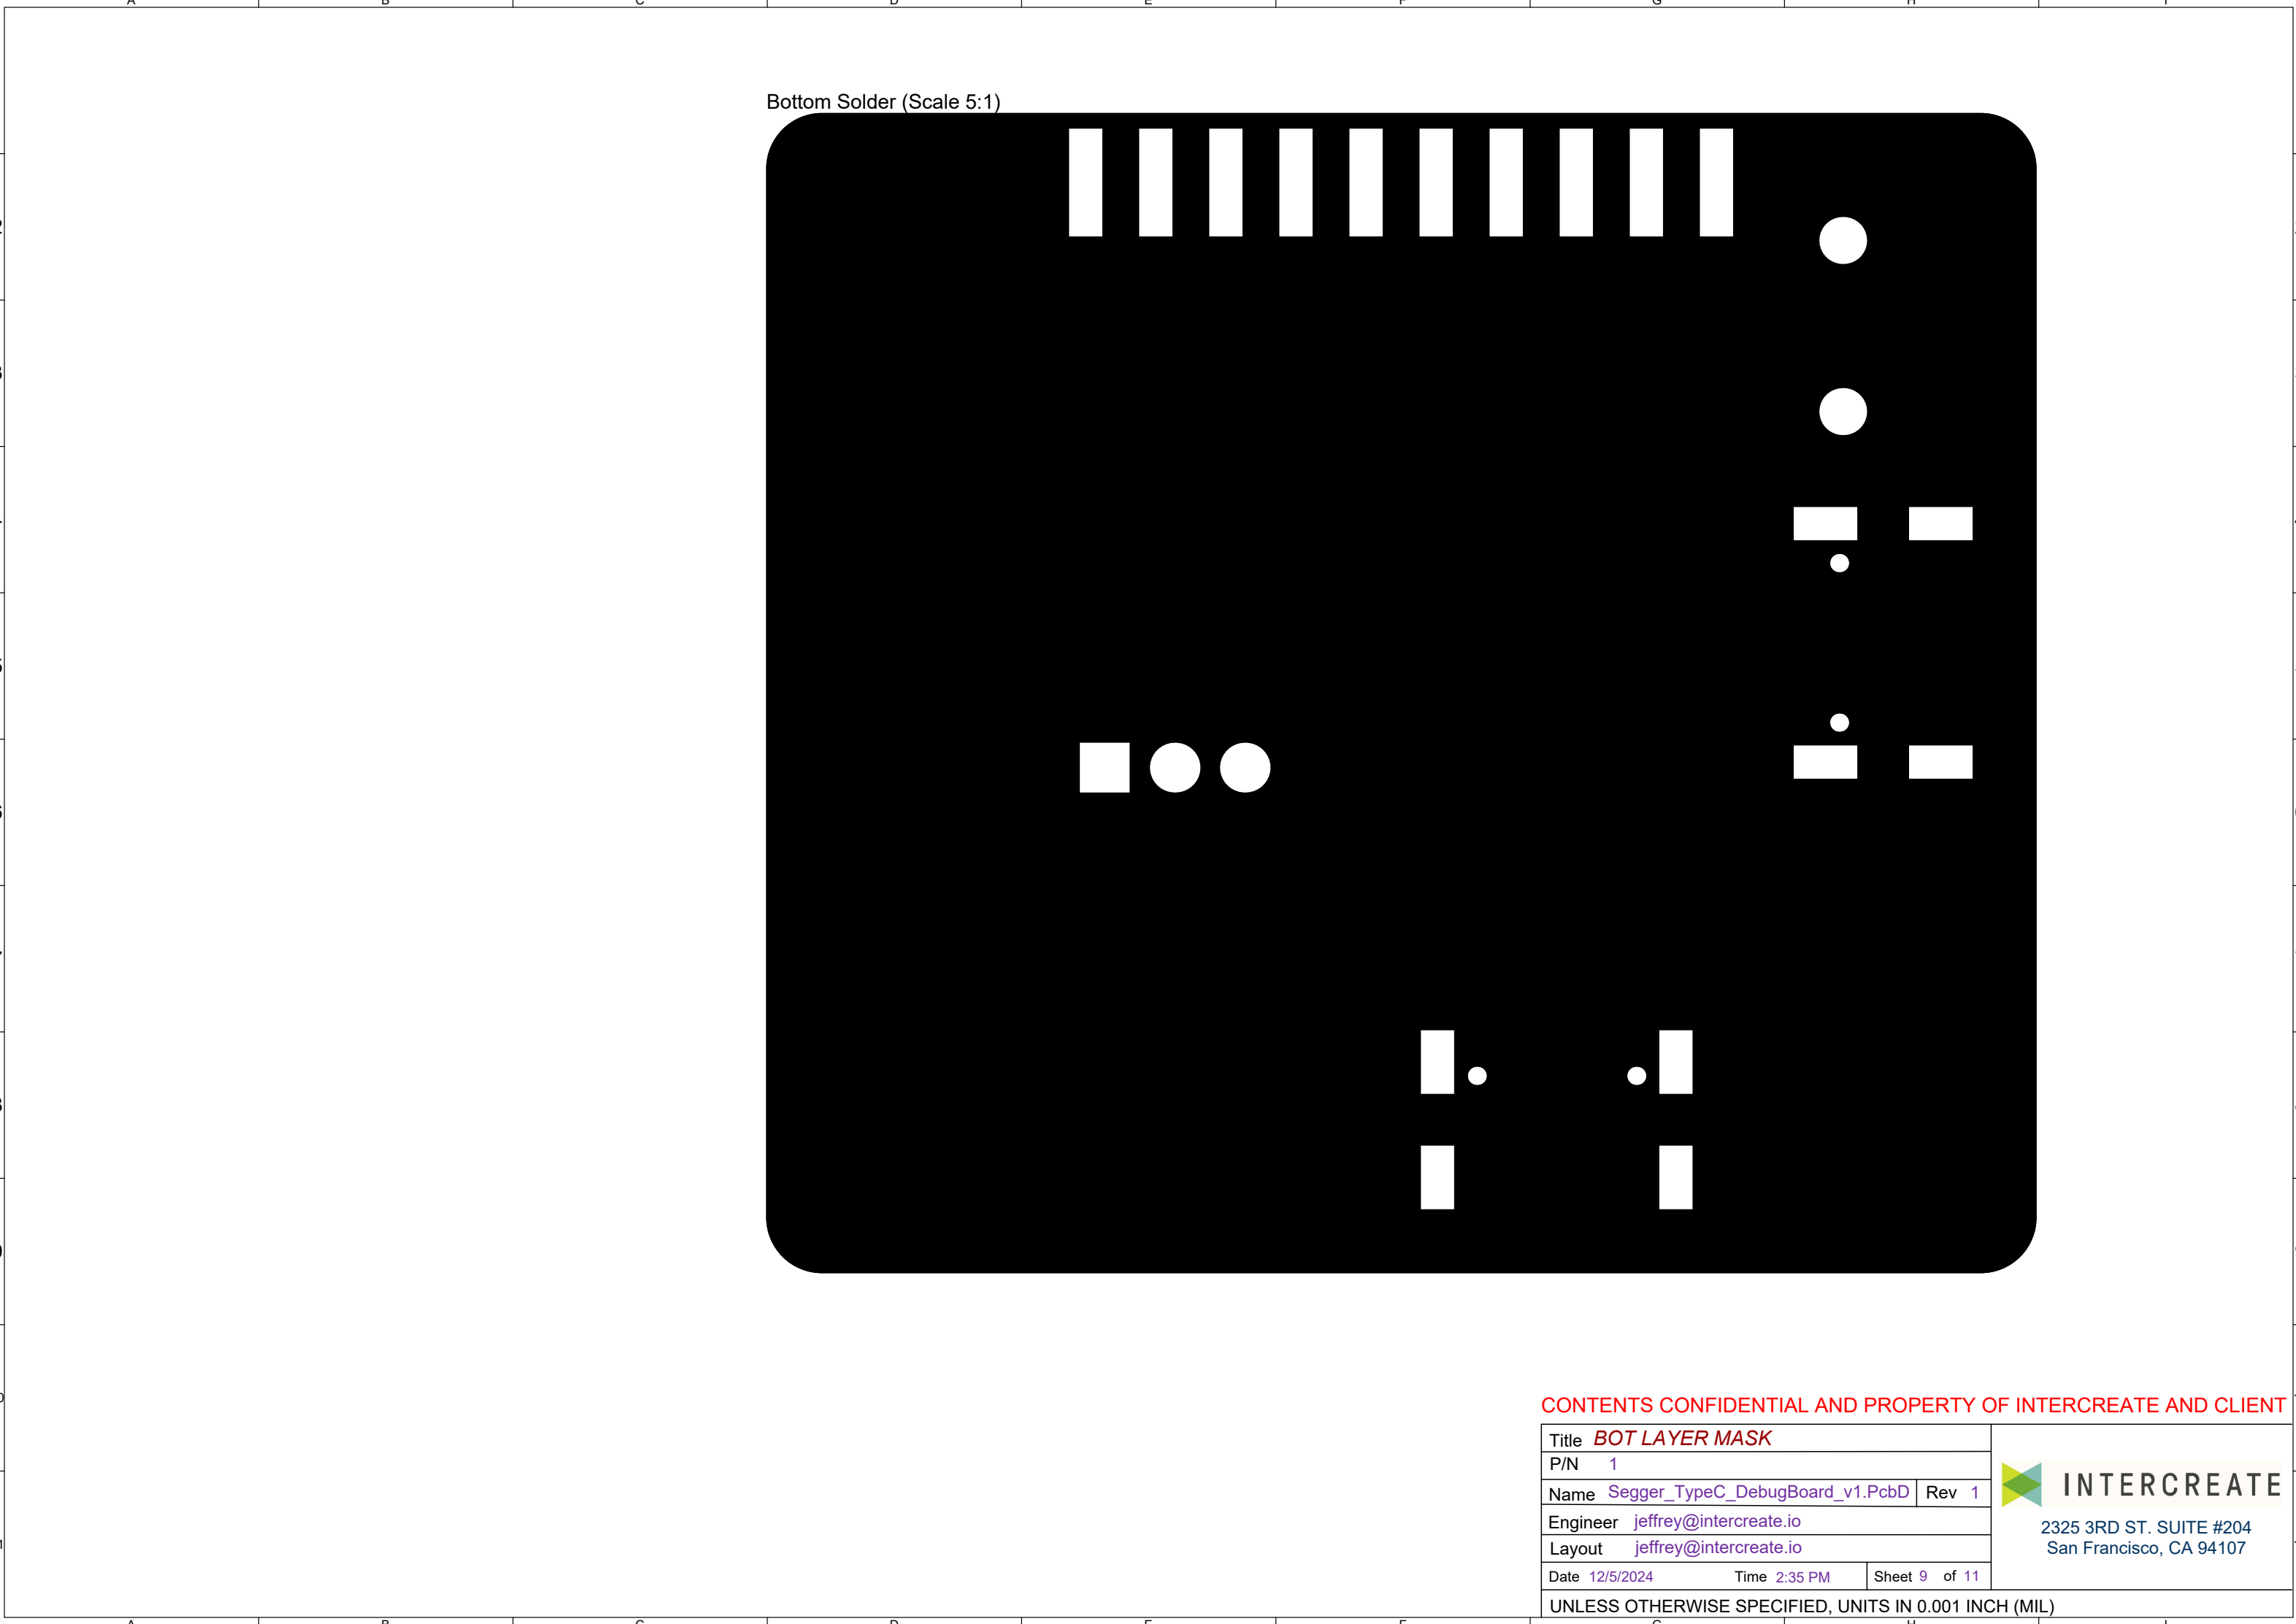 A B C D E F G H I
Bottom Solder (Scale 5:1)
CONTENTS CONFIDENTIAL AND PROPERTY OF INTERCREATE AND CLIENT
Title BOT LAYER MASK
P/N 1
Name Segger_TypeC_DebugBoard_v1.PcbD Rev 1
Engineer jeffrey@intercreate.io
Layout jeffrey@intercreate.io
Date 12/5/2024 Time 2:35 PM Sheet 9 of 11
UNLESS OTHERWISE SPECIFIED, UNITS IN 0.001 INCH (MIL)
INTERCREATE
2325 3RD ST. SUITE #204
San Francisco, CA 94107